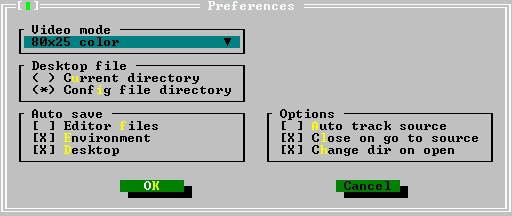 [▮] Preferences
Video mode
80x25 color ▼
Desktop file
( ) Current directory
(*) Config file directory
Auto save
[ ] Editor files
[X] Environment
[X] Desktop
Options
[ ] Auto track source
[X] Close on go to source
[X] Change dir on open
OK
Cancel